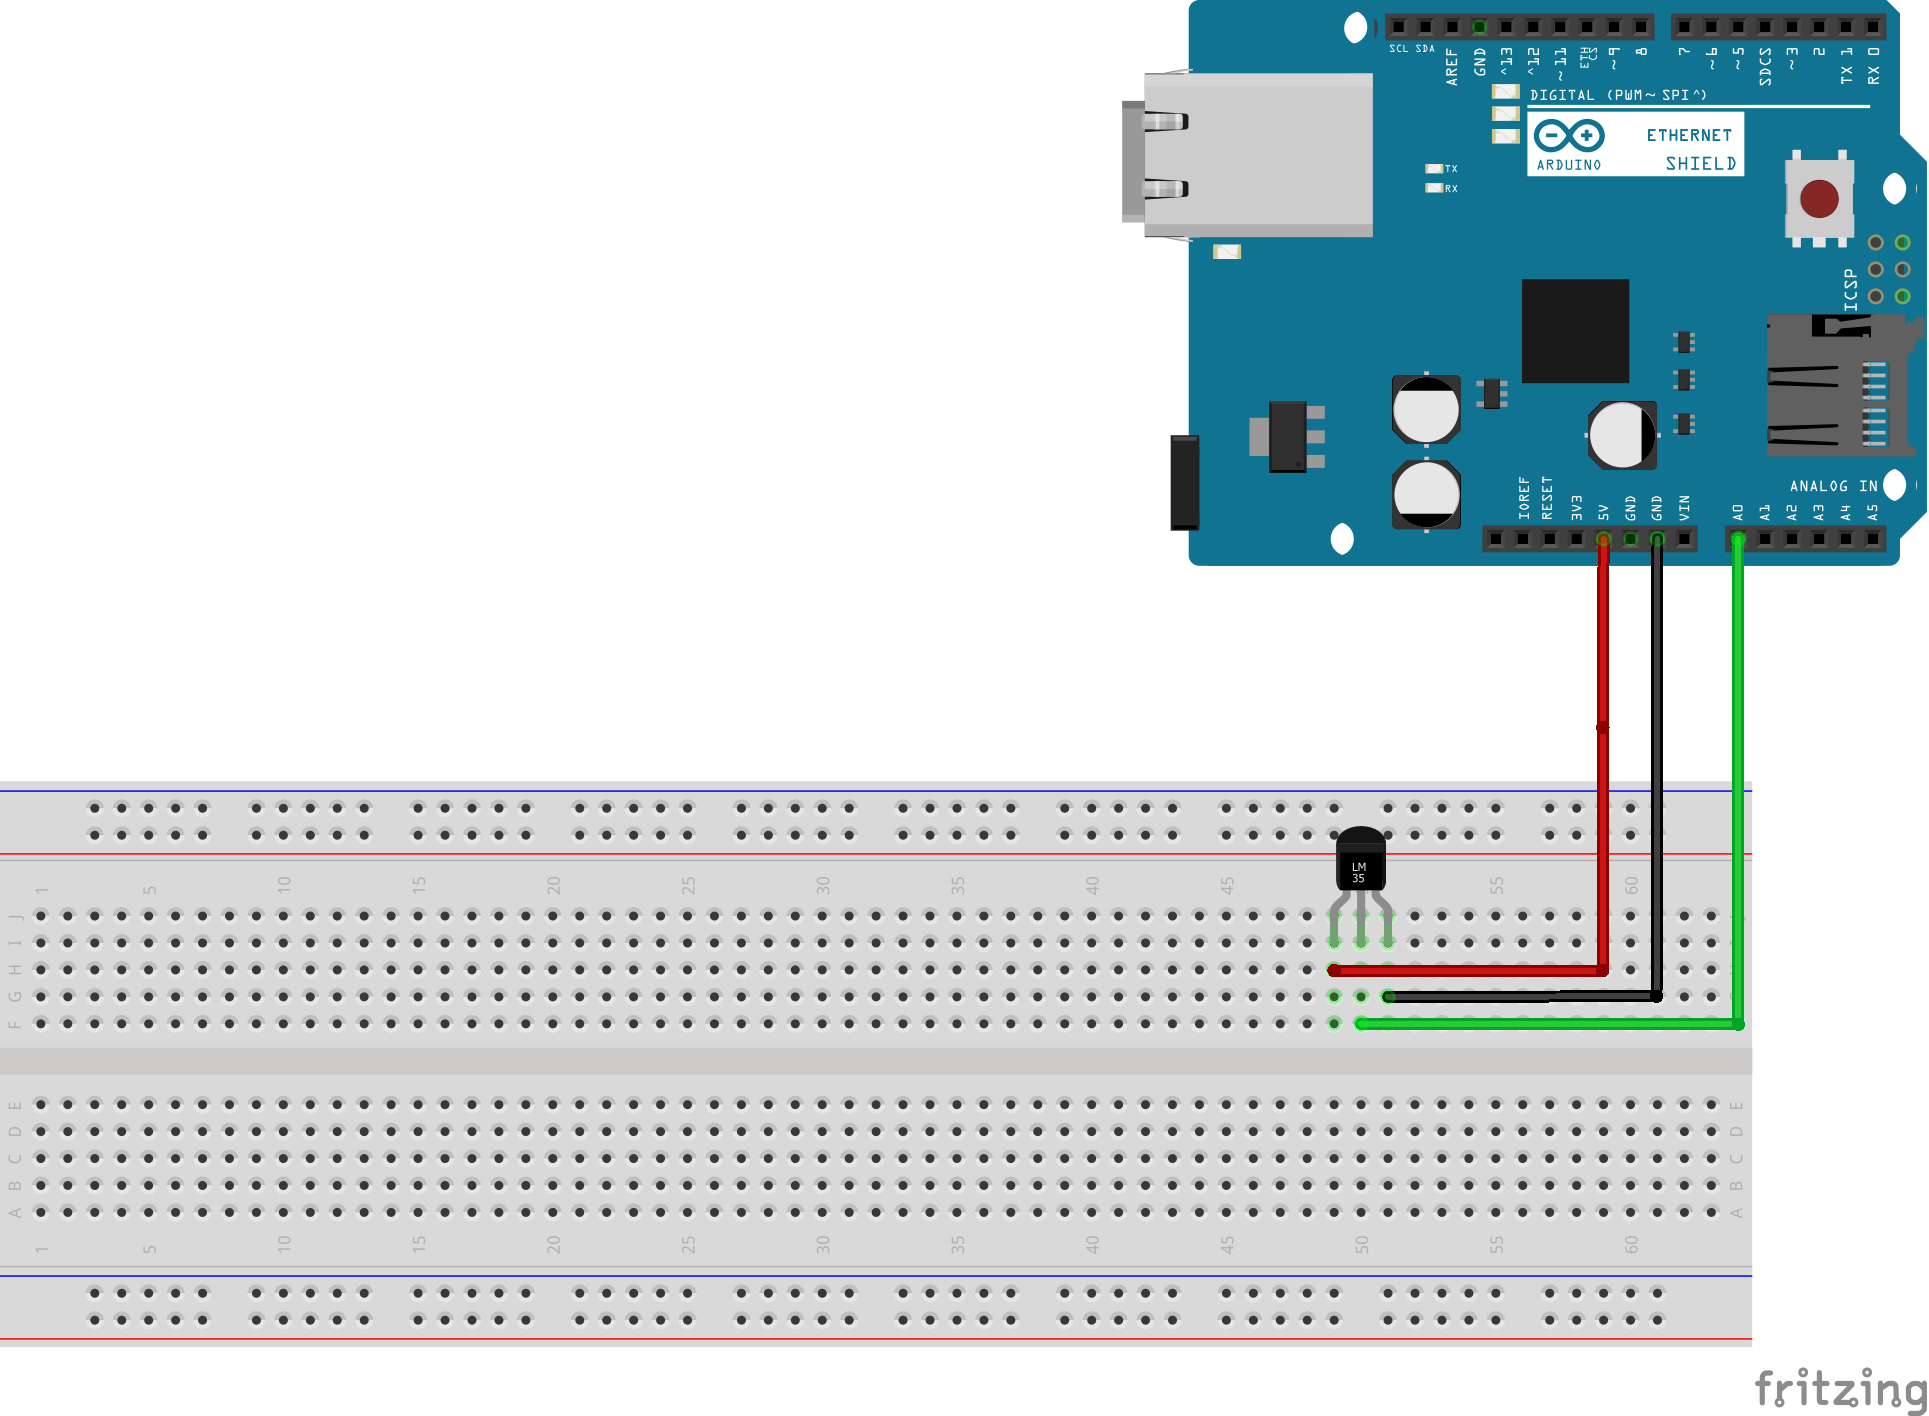 SCL SDA AREF GND ^13 ^12 ~11 ETH CS ~9 8 7 ~6 ~5 SDCS ~3 2 TX 1 RX 0
DIGITAL (PWM~ SPI^)
ETHERNET
SHIELD
ARDUINO
TX
RX
ICSP
ANALOG IN
IOREF RESET 3V3 5V GND GND VIN A0 A1 A2 A3 A4 A5
LM
35
1 5 10 15 20 25 30 35 40 45 55 60
J
I
H
G
F
E E
D D
C C
B B
A A
1 5 10 15 20 25 30 35 40 45 50 55 60
fritzing